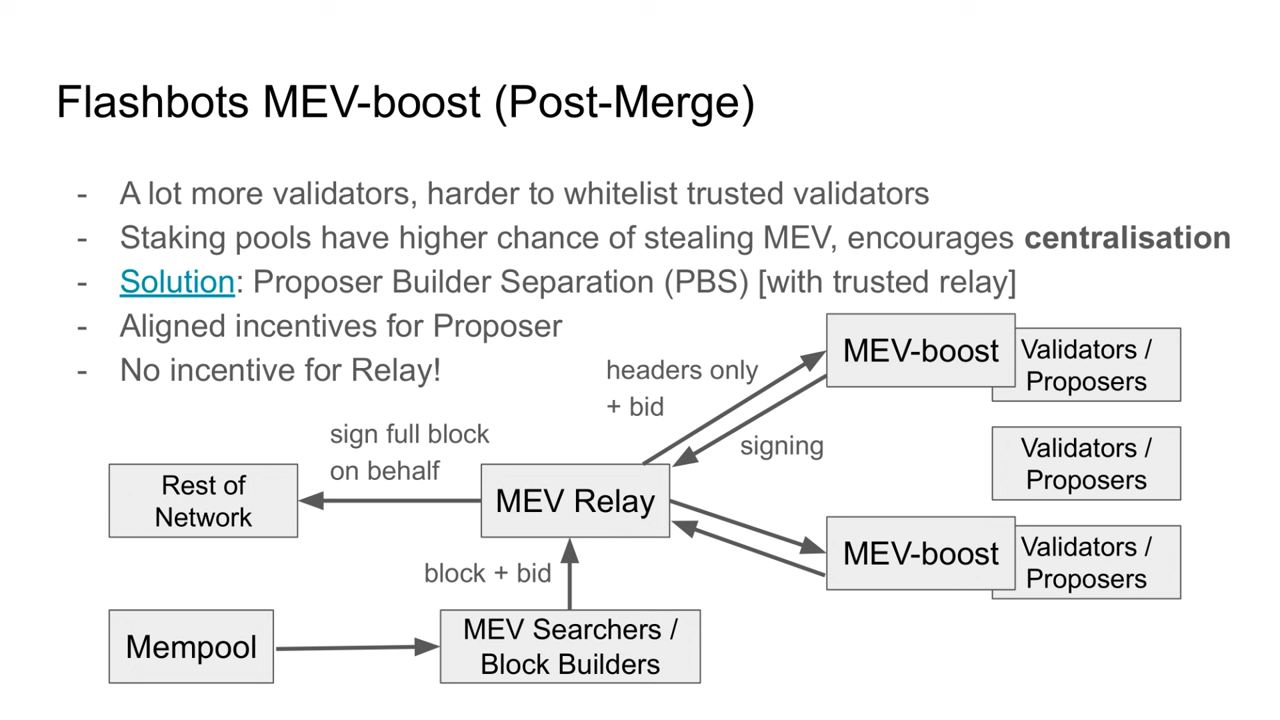 Flashbots MEV-boost (Post-Merge)
- A lot more validators, harder to whitelist trusted validators
- Staking pools have higher chance of stealing MEV, encourages centralisation
- Solution: Proposer Builder Separation (PBS) [with trusted relay]
- Aligned incentives for Proposer
- No incentive for Relay!
headers only
+ bid
MEV-boost
Validators /
Proposers
sign full block
on behalf
signing
Validators /
Proposers
Rest of
Network
MEV Relay
MEV-boost
Validators /
Proposers
block + bid
Mempool
MEV Searchers /
Block Builders